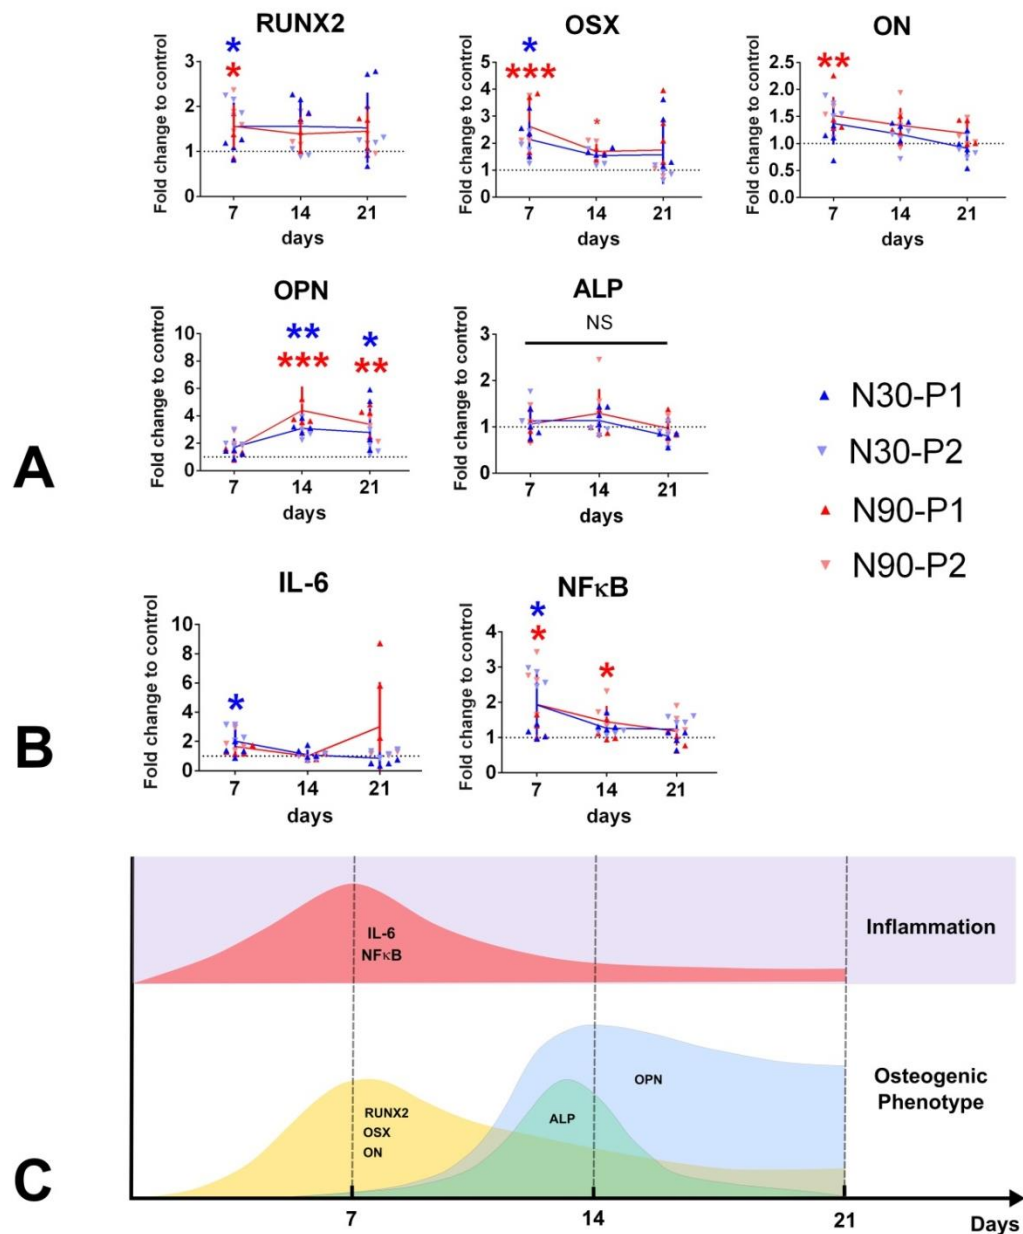 RUNX2
OSX
ON
*
*
*
***
**
*
Fold change to control
3
2
1
0
7 14 21
days
Fold change to control
5
4
3
2
1
0
7 14 21
days
Fold change to control
2.5
2.0
1.5
1.0
0.5
0.0
7 14 21
days
OPN
ALP
**
***
*
**
NS
Fold change to control
10
8
6
4
2
0
7 14 21
days
Fold change to control
3
2
1
0
7 14 21
days
A
N30-P1
N30-P2
N90-P1
N90-P2
IL-6
NFκB
*
*
*
*
Fold change to control
10
8
6
4
2
0
7 14 21
days
Fold change to control
4
3
2
1
0
7 14 21
days
B
IL-6
NFκB
Inflammation
RUNX2
OSX
ON
ALP
OPN
Osteogenic
Phenotype
C
7 14 21 Days